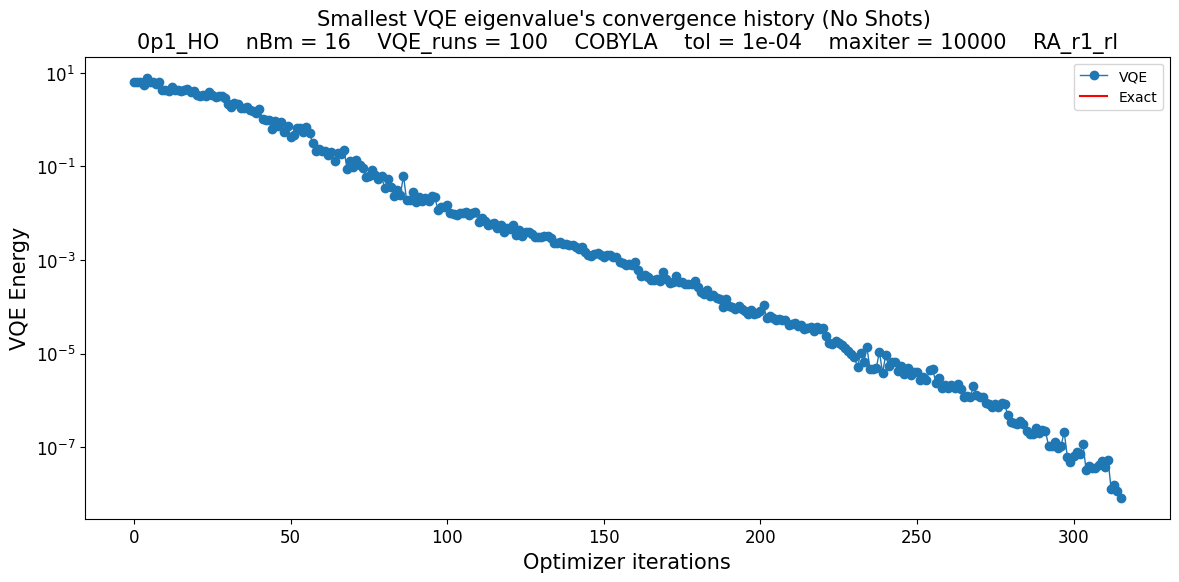 Smallest VQE eigenvalue's convergence history (No Shots)
0p1_HO nBm = 16 VQE_runs = 100 COBYLA tol = 1e-04 maxiter = 10000 RA_r1_rl
VQE
Exact
VQE Energy
10^1
10^-1
10^-3
10^-5
10^-7
0 50 100 150 200 250 300
Optimizer iterations